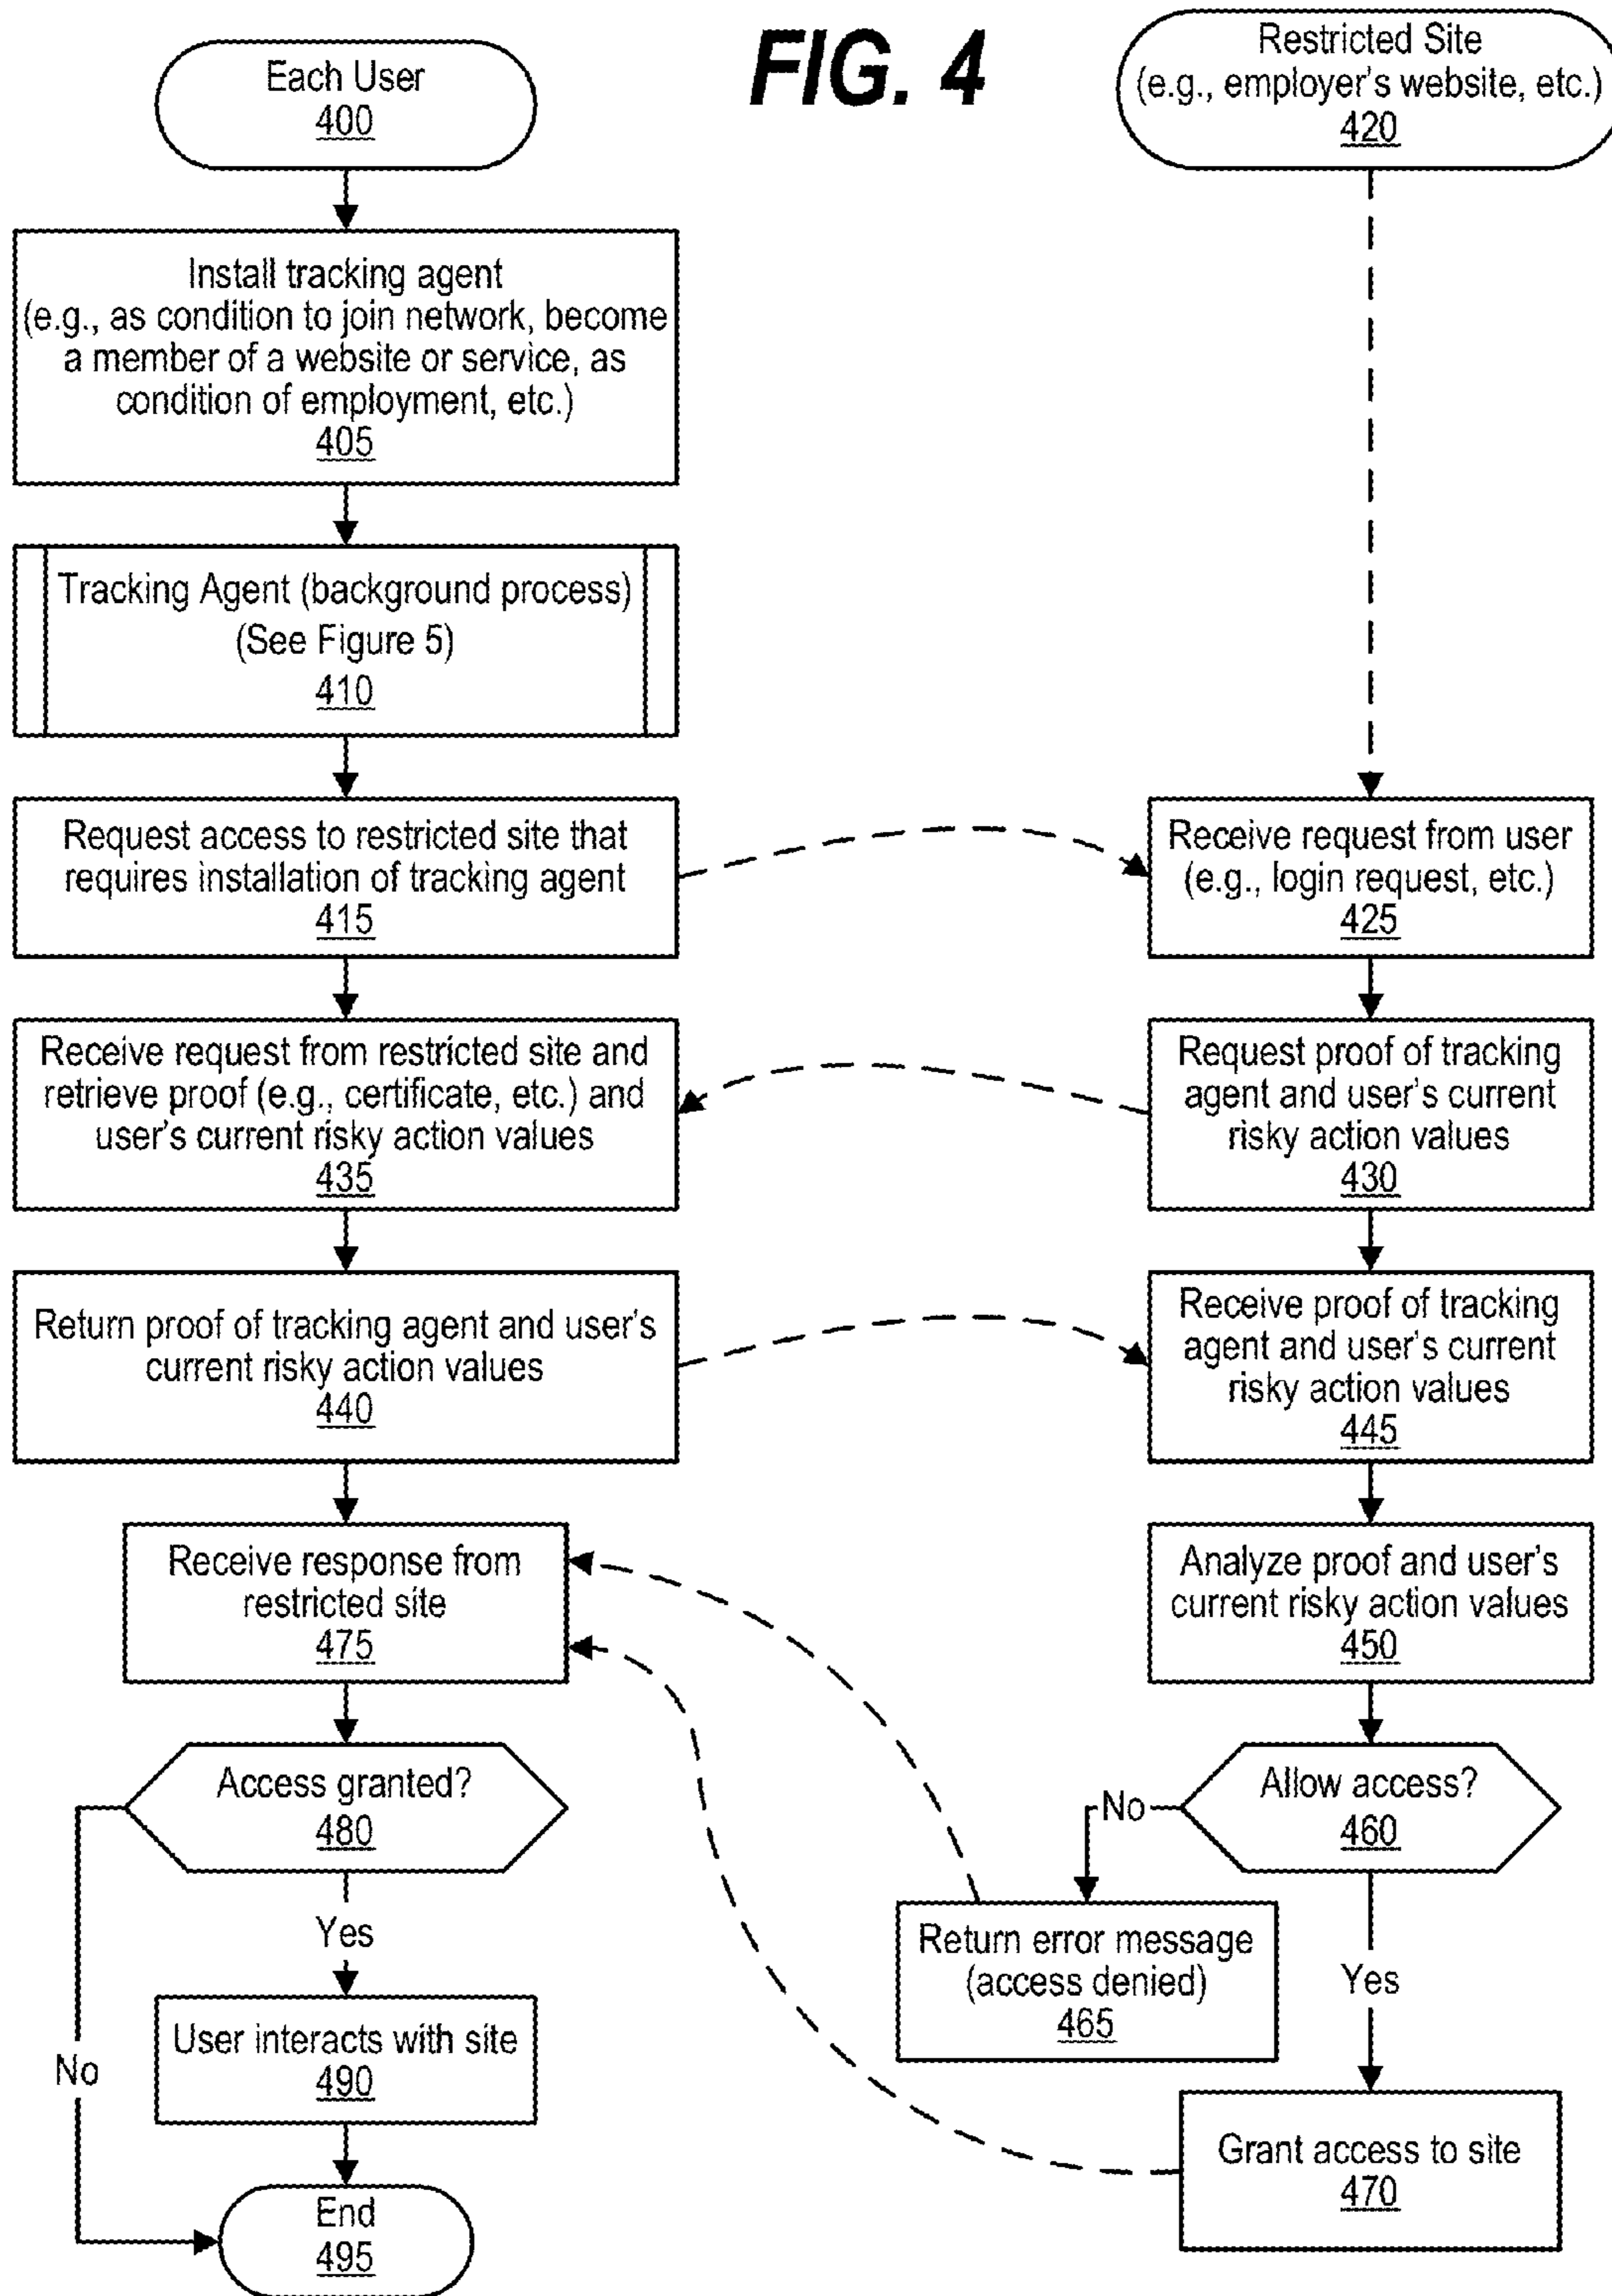 FIG. 4
Each User
400
Install tracking agent
(e.g., as condition to join network, become
a member of a website or service, as
condition of employment, etc.)
405
Tracking Agent (background process)
(See Figure 5)
410
Request access to restricted site that
requires installation of tracking agent
415
Receive request from restricted site and
retrieve proof (e.g., certificate, etc.) and
user's current risky action values
435
Return proof of tracking agent and user's
current risky action values
440
Receive response from
restricted site
475
Access granted?
480
Yes
No
User interacts with site
490
End
495
Restricted Site
(e.g., employer's website, etc.)
420
Receive request from user
(e.g., login request, etc.)
425
Request proof of tracking
agent and user's current
risky action values
430
Receive proof of tracking
agent and user's current
risky action values
445
Analyze proof and user's
current risky action values
450
Allow access?
460
No
Return error message
(access denied)
465
Yes
Grant access to site
470